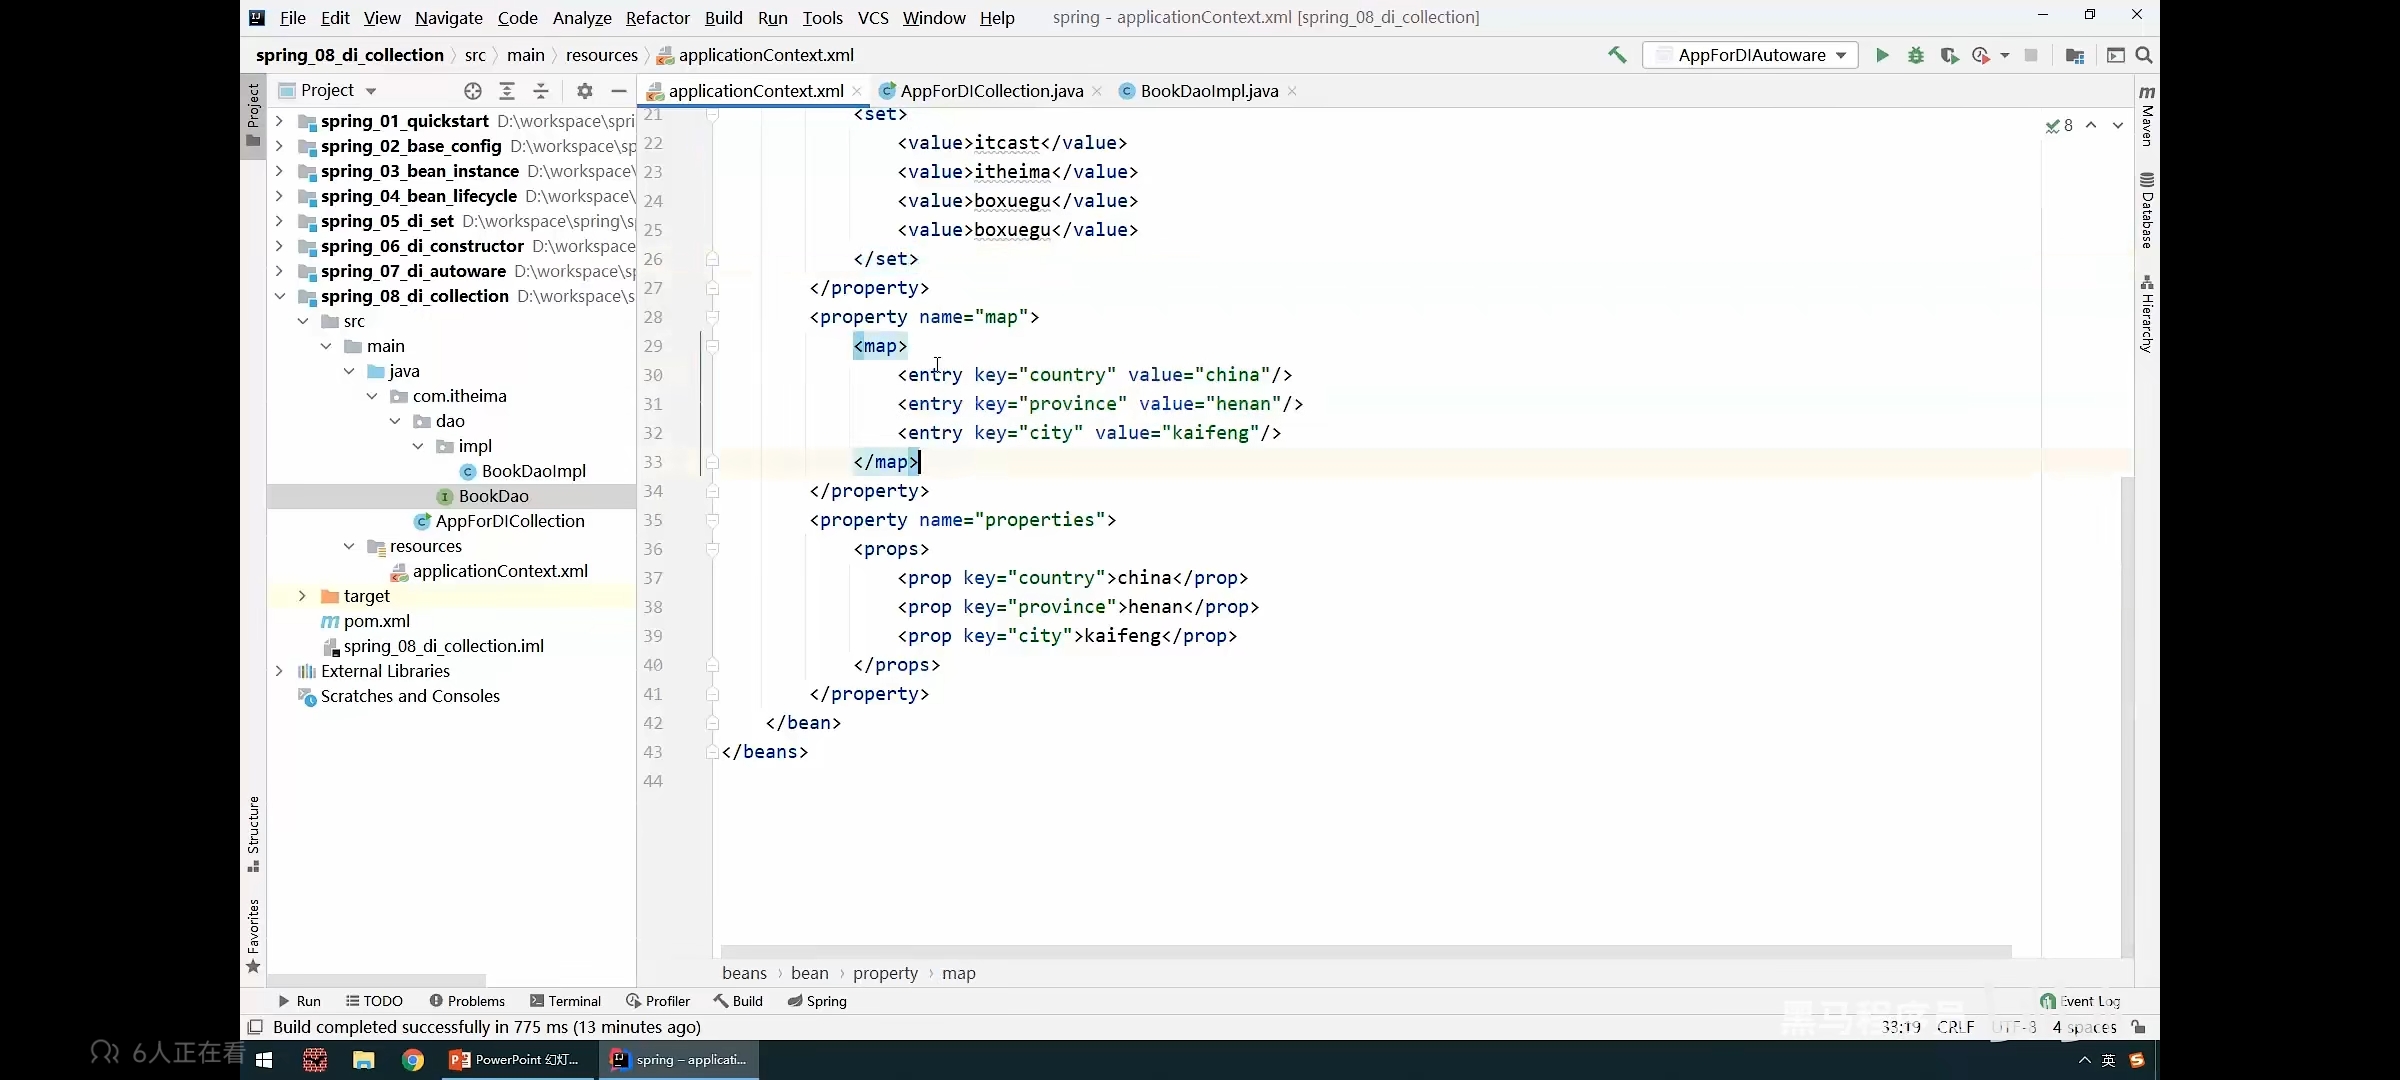 File Edit View Navigate Code Analyze Refactor Build Run Tools VCS Window Help spring - applicationContext.xml [spring_08_di_collection]
spring_08_di_collection src main resources applicationContext.xml AppForDIAutoware
Project
applicationContext.xml AppForDICollection.java BookDaoImpl.java
Project
spring_01_quickstart D:\workspace\spri
spring_02_base_config D:\workspace\sp
spring_03_bean_instance D:\workspace\
spring_04_bean_lifecycle D:\workspace\
spring_05_di_set D:\workspace\spring\s
spring_06_di_constructor D:\workspace
spring_07_di_autoware D:\workspace\s
spring_08_di_collection D:\workspace\s
src
main
java
com.itheima
dao
impl
BookDaoImpl
BookDao
AppForDICollection
resources
applicationContext.xml
target
pom.xml
spring_08_di_collection.iml
External Libraries
Scratches and Consoles
Structure
Favorites
21 <set>
22 <value>itcast</value>
23 <value>itheima</value>
24 <value>boxuegu</value>
25 <value>boxuegu</value>
26 </set>
27 </property>
28 <property name="map">
29 <map>
30 <entry key="country" value="china"/>
31 <entry key="province" value="henan"/>
32 <entry key="city" value="kaifeng"/>
33 </map>
34 </property>
35 <property name="properties">
36 <props>
37 <prop key="country">china</prop>
38 <prop key="province">henan</prop>
39 <prop key="city">kaifeng</prop>
40 </props>
41 </property>
42 </bean>
43 </beans>
44
8
Maven
Database
Hierarchy
beans bean property map
Run TODO Problems Terminal Profiler Build Spring Event Log
Build completed successfully in 775 ms (13 minutes ago) 33:19 CRLF UTF-8 4 spaces
黑马程序员
6人正在看
PowerPoint 幻灯... spring – applicati... 英